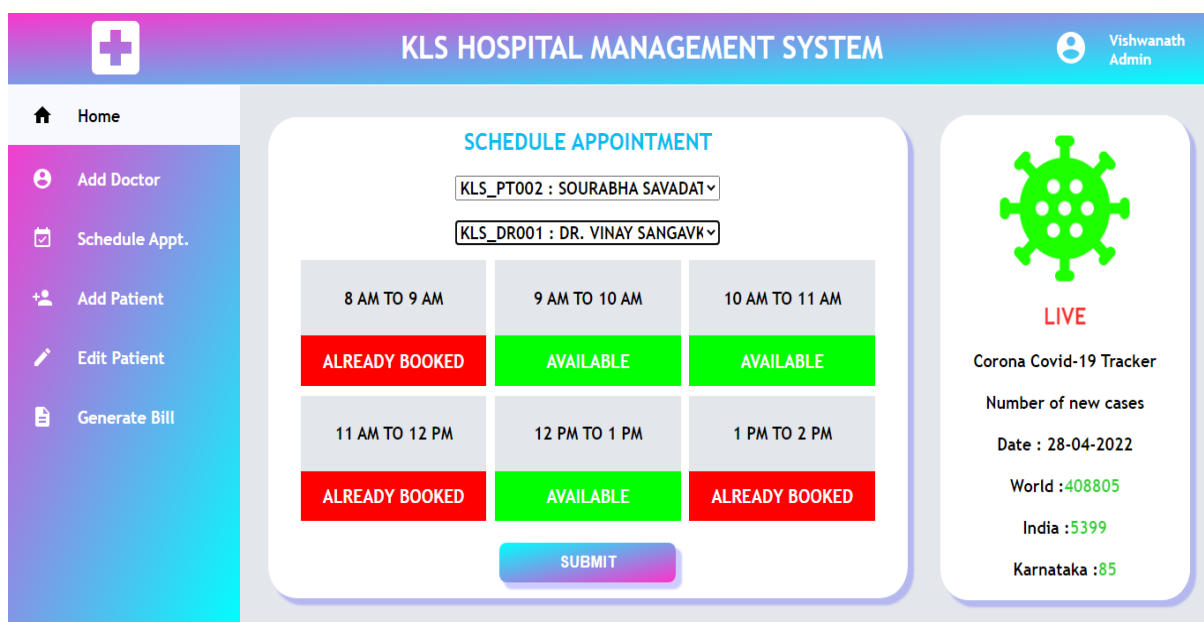 KLS HOSPITAL MANAGEMENT SYSTEM
Vishwanath
Admin
Home
Add Doctor
Schedule Appt.
Add Patient
Edit Patient
Generate Bill
SCHEDULE APPOINTMENT
KLS_PT002 : SOURABHA SAVADAT
KLS_DR001 : DR. VINAY SANGAVK
8 AM TO 9 AM
9 AM TO 10 AM
10 AM TO 11 AM
ALREADY BOOKED
AVAILABLE
AVAILABLE
11 AM TO 12 PM
12 PM TO 1 PM
1 PM TO 2 PM
ALREADY BOOKED
AVAILABLE
ALREADY BOOKED
SUBMIT
LIVE
Corona Covid-19 Tracker
Number of new cases
Date : 28-04-2022
World :408805
India :5399
Karnataka :85